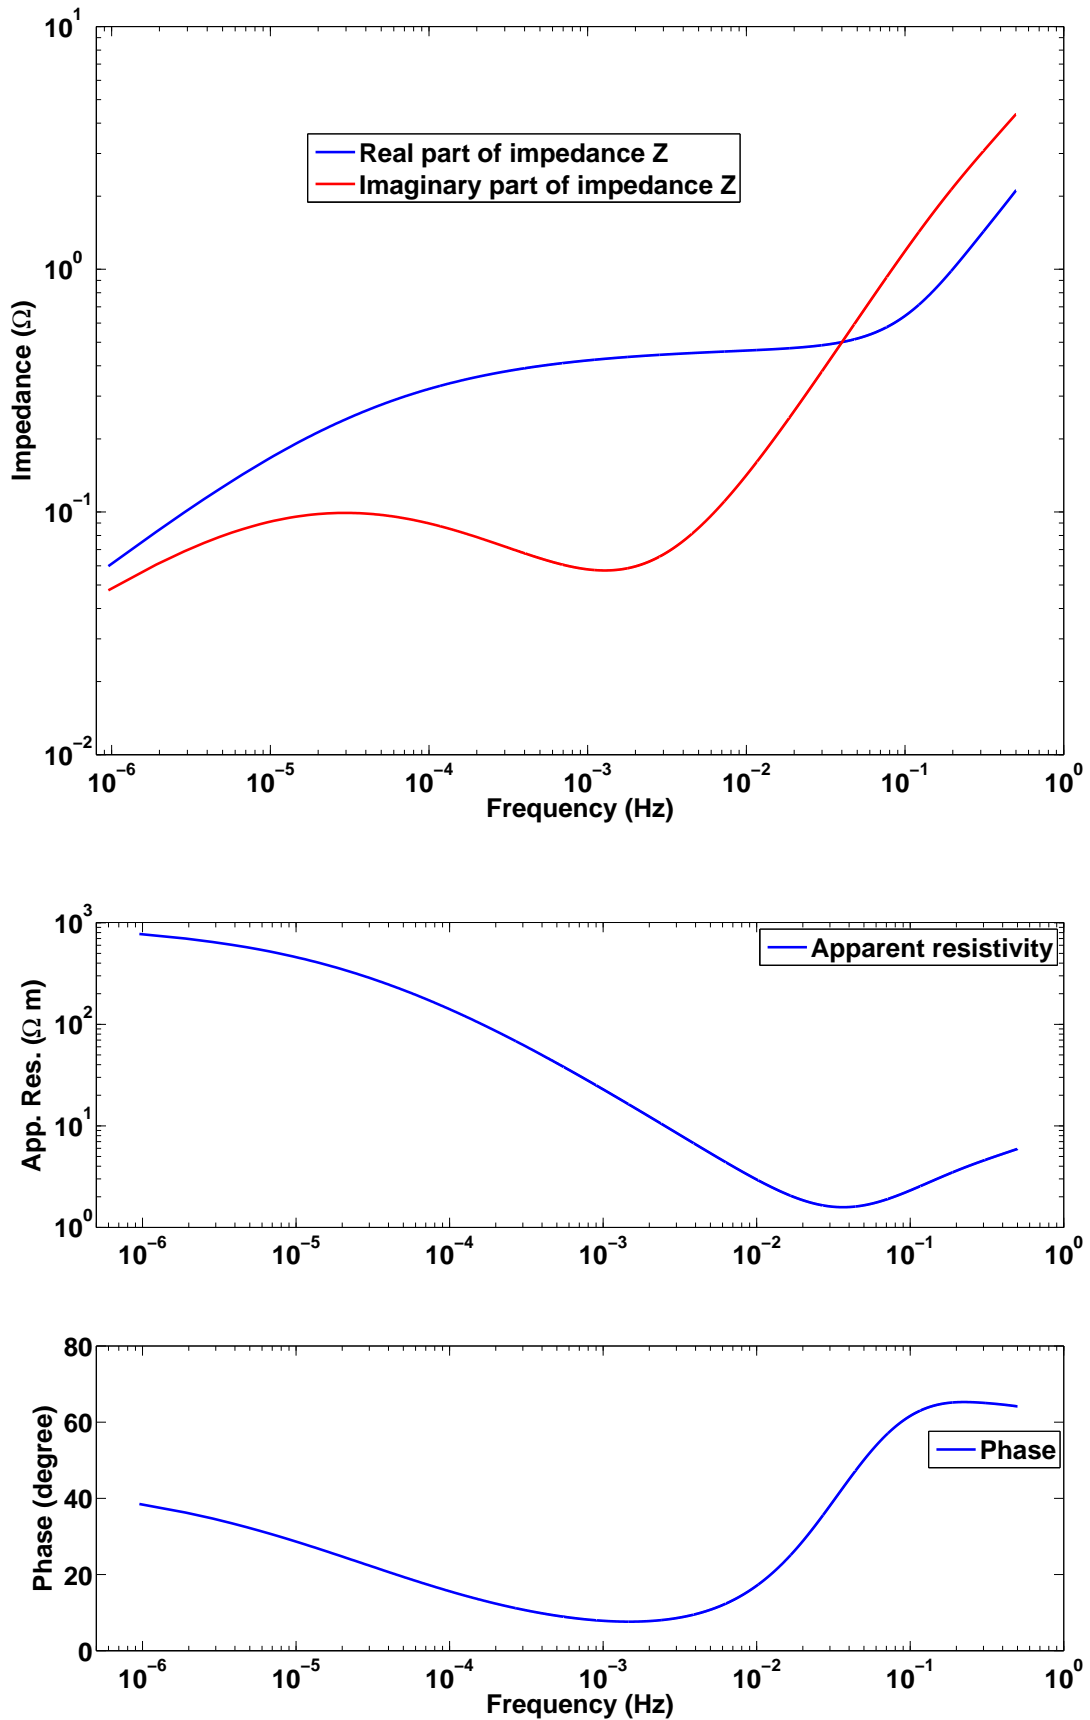 10^1
Real part of impedance Z
Imaginary part of impedance Z
10^0
Impedance (Ω)
10^−1
10^−2
10^−6 10^−5 10^−4 10^−3 10^−2 10^−1 10^0
Frequency (Hz)
10^3
Apparent resistivity
10^2
App. Res. (Ω m)
10^1
10^0
10^−6 10^−5 10^−4 10^−3 10^−2 10^−1 10^0
80
60
Phase
Phase (degree)
40
20
0
10^−6 10^−5 10^−4 10^−3 10^−2 10^−1 10^0
Frequency (Hz)